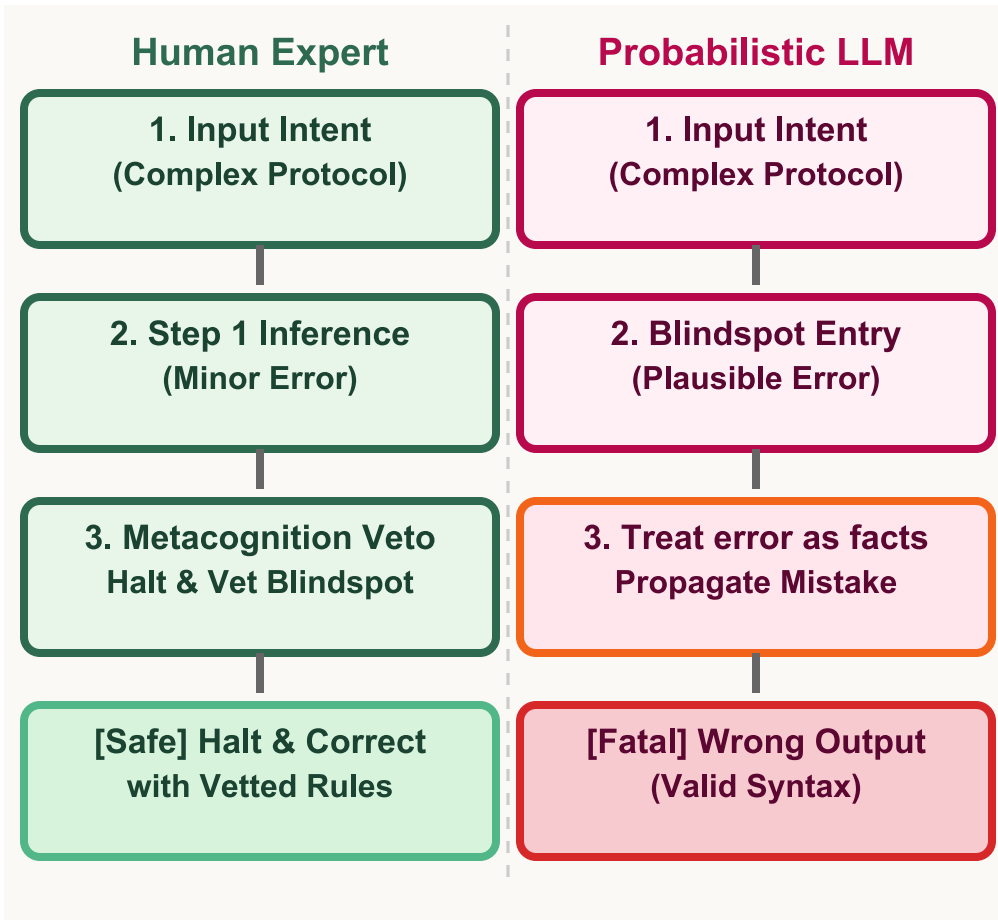 Human Expert
1. Input Intent
(Complex Protocol)
2. Step 1 Inference
(Minor Error)
3. Metacognition Veto
Halt & Vet Blindspot
[Safe] Halt & Correct
with Vetted Rules
Probabilistic LLM
1. Input Intent
(Complex Protocol)
2. Blindspot Entry
(Plausible Error)
3. Treat error as facts
Propagate Mistake
[Fatal] Wrong Output
(Valid Syntax)